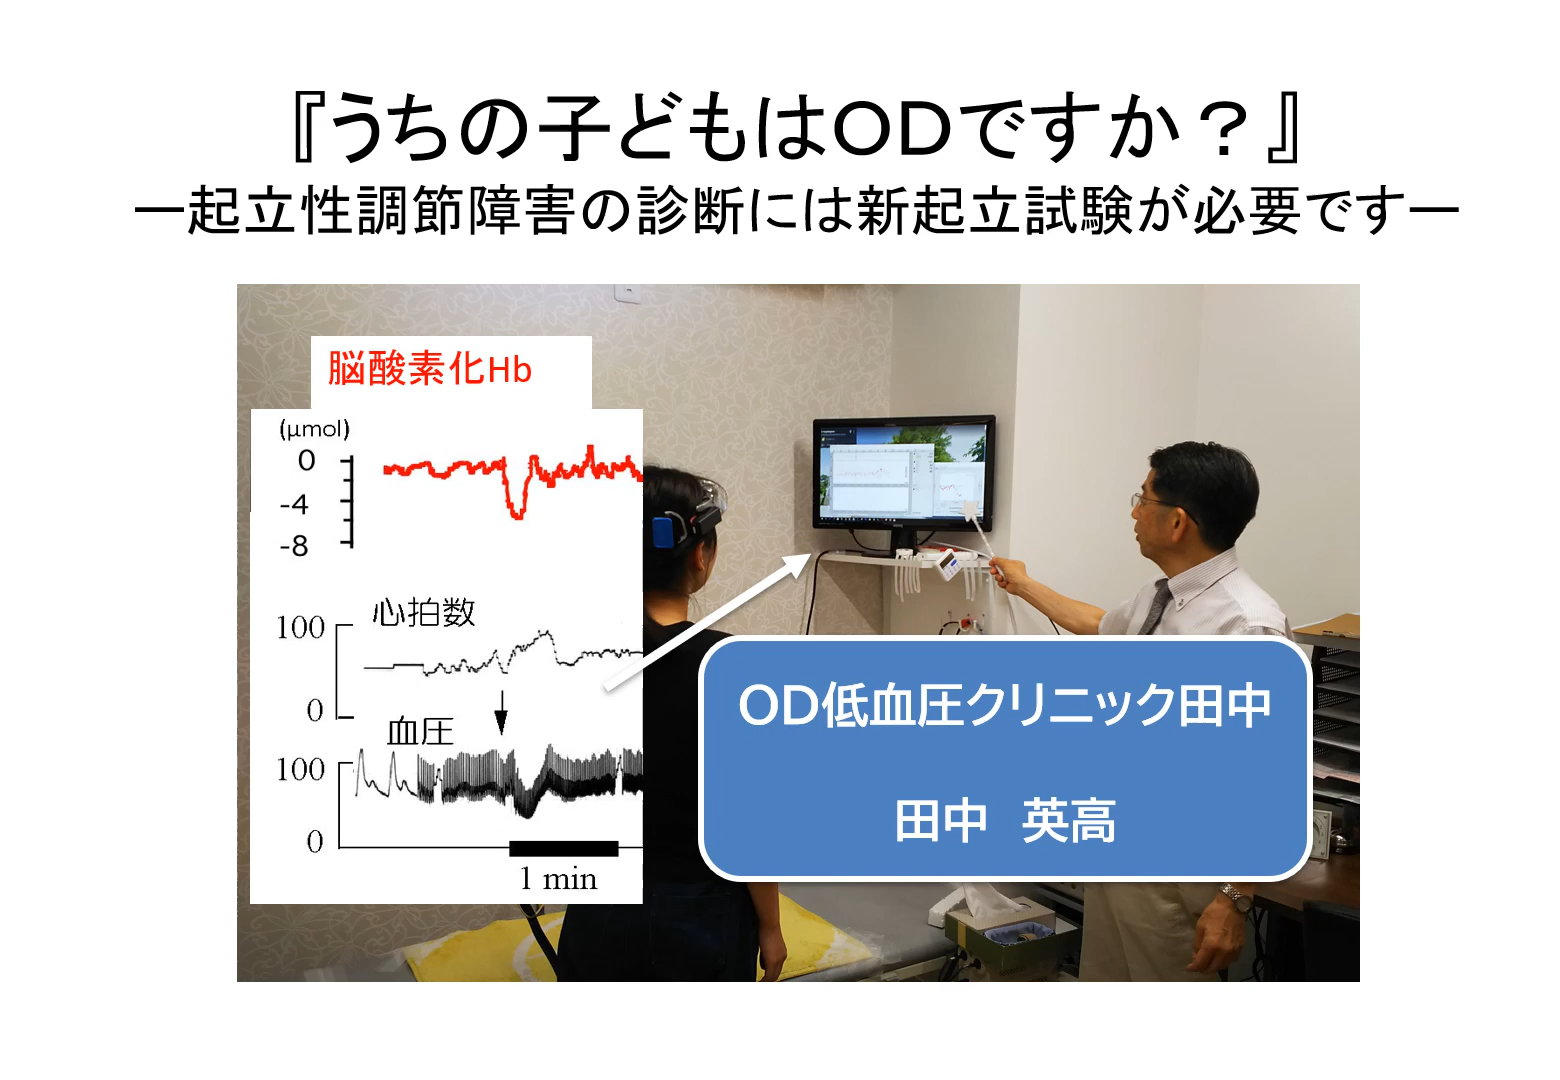 『うちの子どもはＯＤですか？』
―起立性調節障害の診断には新起立試験が必要です―
脳酸素化Hb
(μmol)
0
-4
-8
心拍数
100
0
血圧
100
0
1 min
OD低血圧クリニック田中
田中　英高